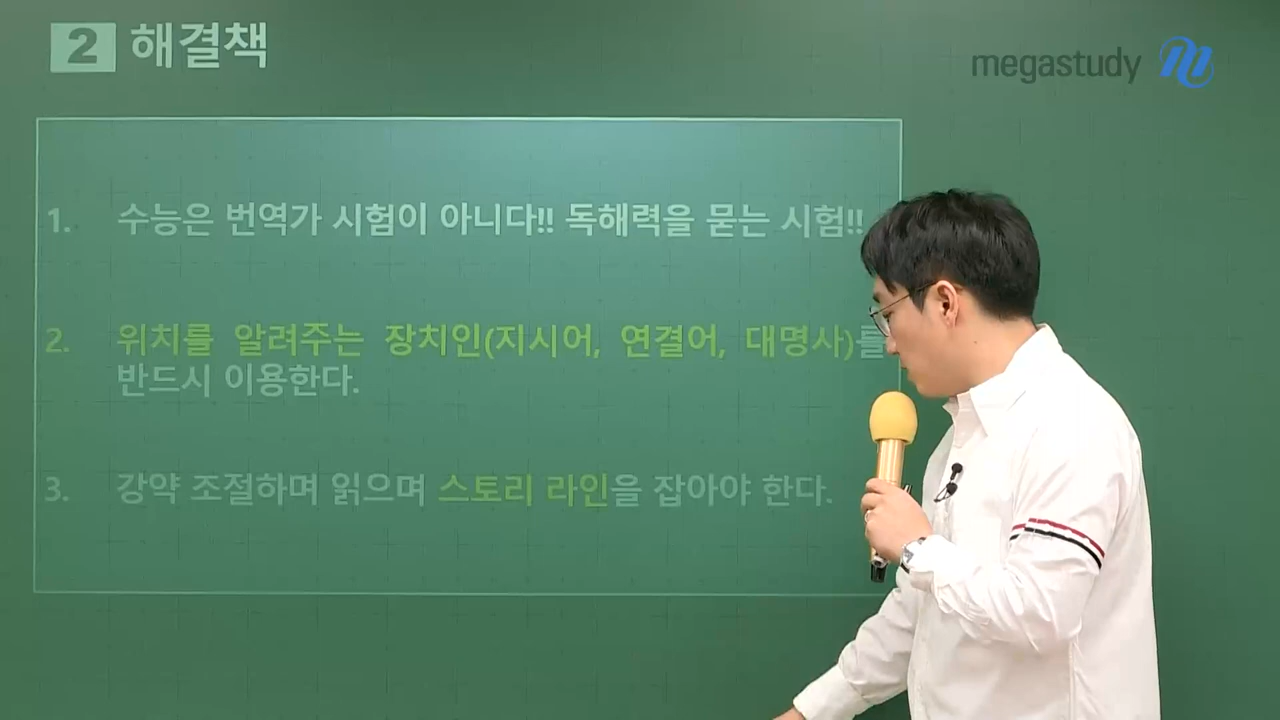 2 해결책
megastudy
1. 수능은 번역가 시험이 아니다!! 독해력을 묻는 시험!!
2. 위치를 알려주는 장치인(지시어, 연결어, 대명사)를
반드시 이용한다.
3. 강약 조절하며 읽으며 스토리 라인을 잡아야 한다.